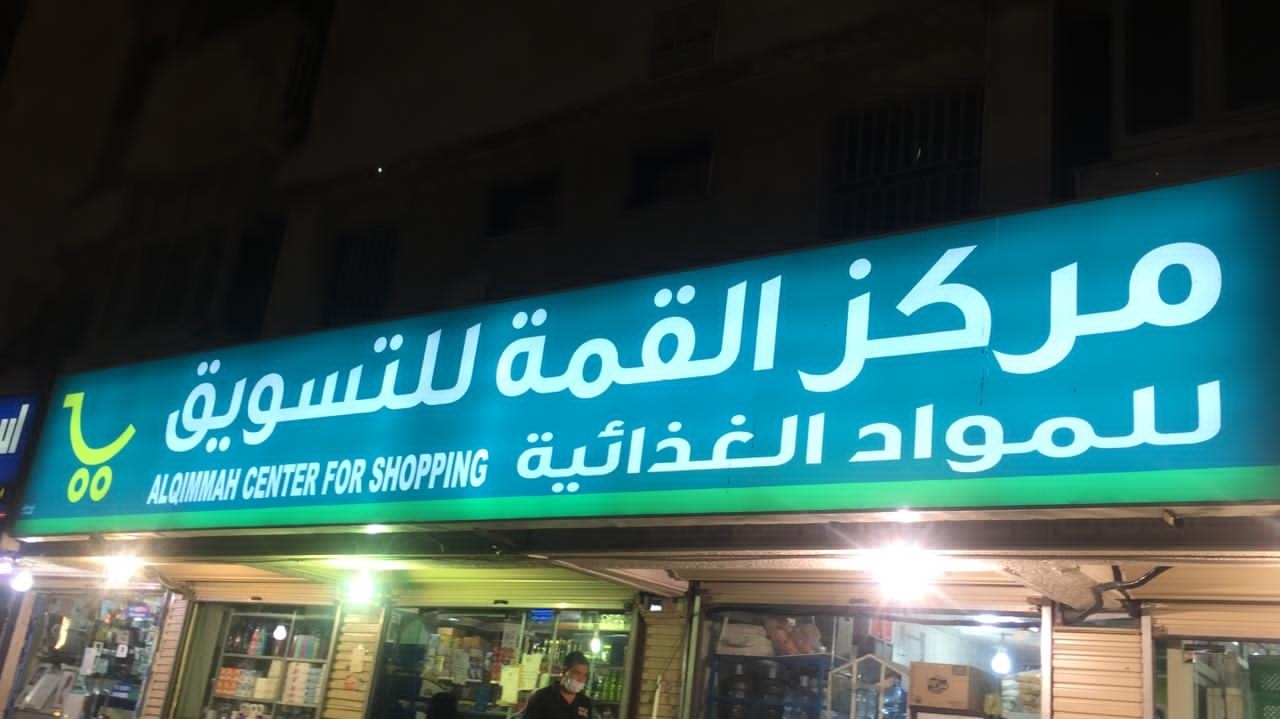 مركز القمة للتسويق
للمواد الغذائية
ALQIMMAH CENTER FOR SHOPPING